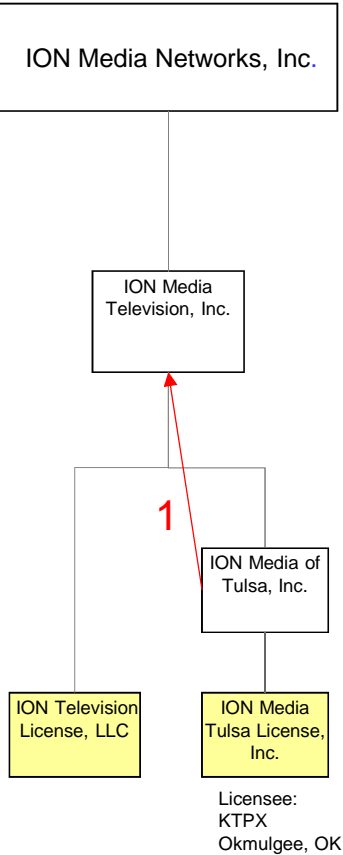 ION Media Networks, Inc.
ION Media
Television, Inc.
1
ION Media of
Tulsa, Inc.
ION Television
License, LLC
ION Media
Tulsa License,
Inc.
Licensee:
KTPX
Okmulgee, OK